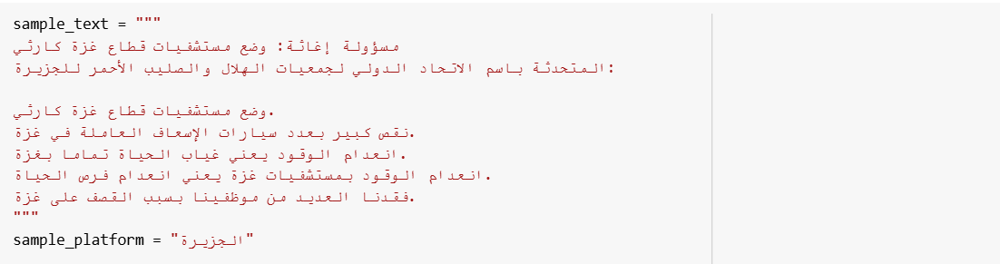 sample_text = """
مسؤولة إغاثة: وضع مستشفيات قطاع غزة كارثي
المتحدثة باسم الاتحاد الدولي لجمعيات الهلال والصليب الأحمر للجزيرة:
وضع مستشفيات قطاع غزة كارثي.
نقص كبير بعدد سيارات الإسعاف العاملة في غزة.
انعدام الوقود يعني غياب الحياة تماما بغزة.
انعدام الوقود بمستشفيات غزة يعني انعدام فرص الحياة.
فقدنا العديد من موظفينا بسبب القصف على غزة.
"""
sample_platform = "الجزيرة"